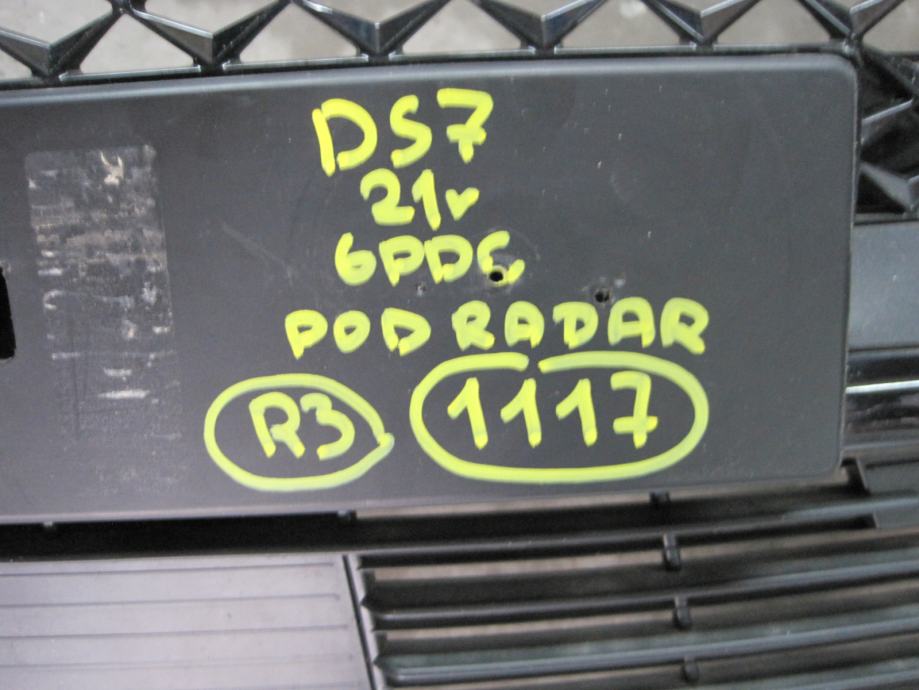 DS7
21r
6PDC
POD RADAR
R3 1117